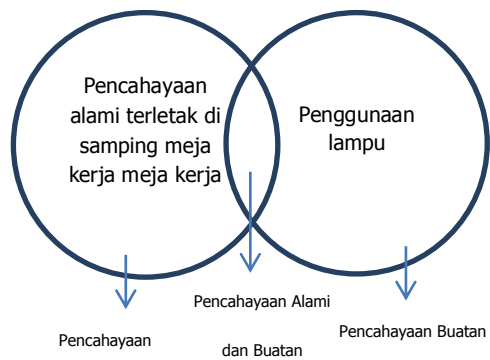 Pencahayaan
alami terletak di
samping meja
kerja meja kerja
Penggunaan
lampu
Pencahayaan Alami
dan Buatan
Pencahayaan
Pencahayaan Buatan